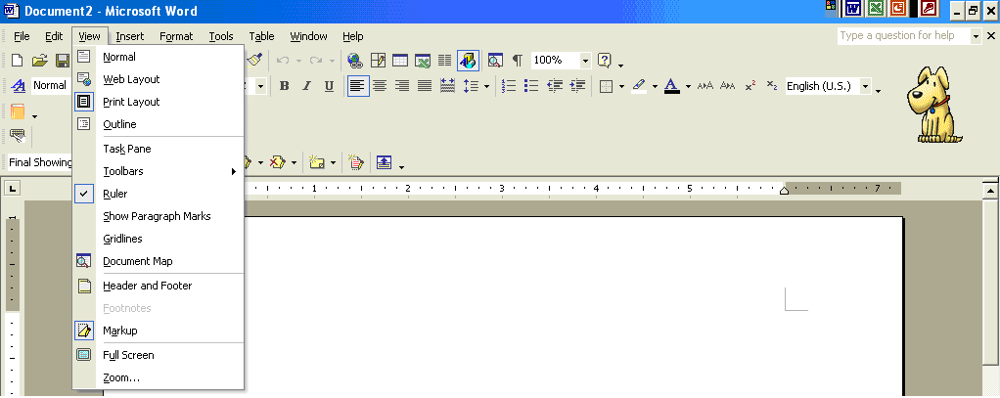 Document2 - Microsoft Word
File Edit View Insert Format Tools Table Window Help Type a question for help
100%
Normal B I U English (U.S.)
Final Showing
1 2 3 4 5 7
Normal
Web Layout
Print Layout
Outline
Task Pane
Toolbars
Ruler
Show Paragraph Marks
Gridlines
Document Map
Header and Footer
Footnotes
Markup
Full Screen
Zoom...